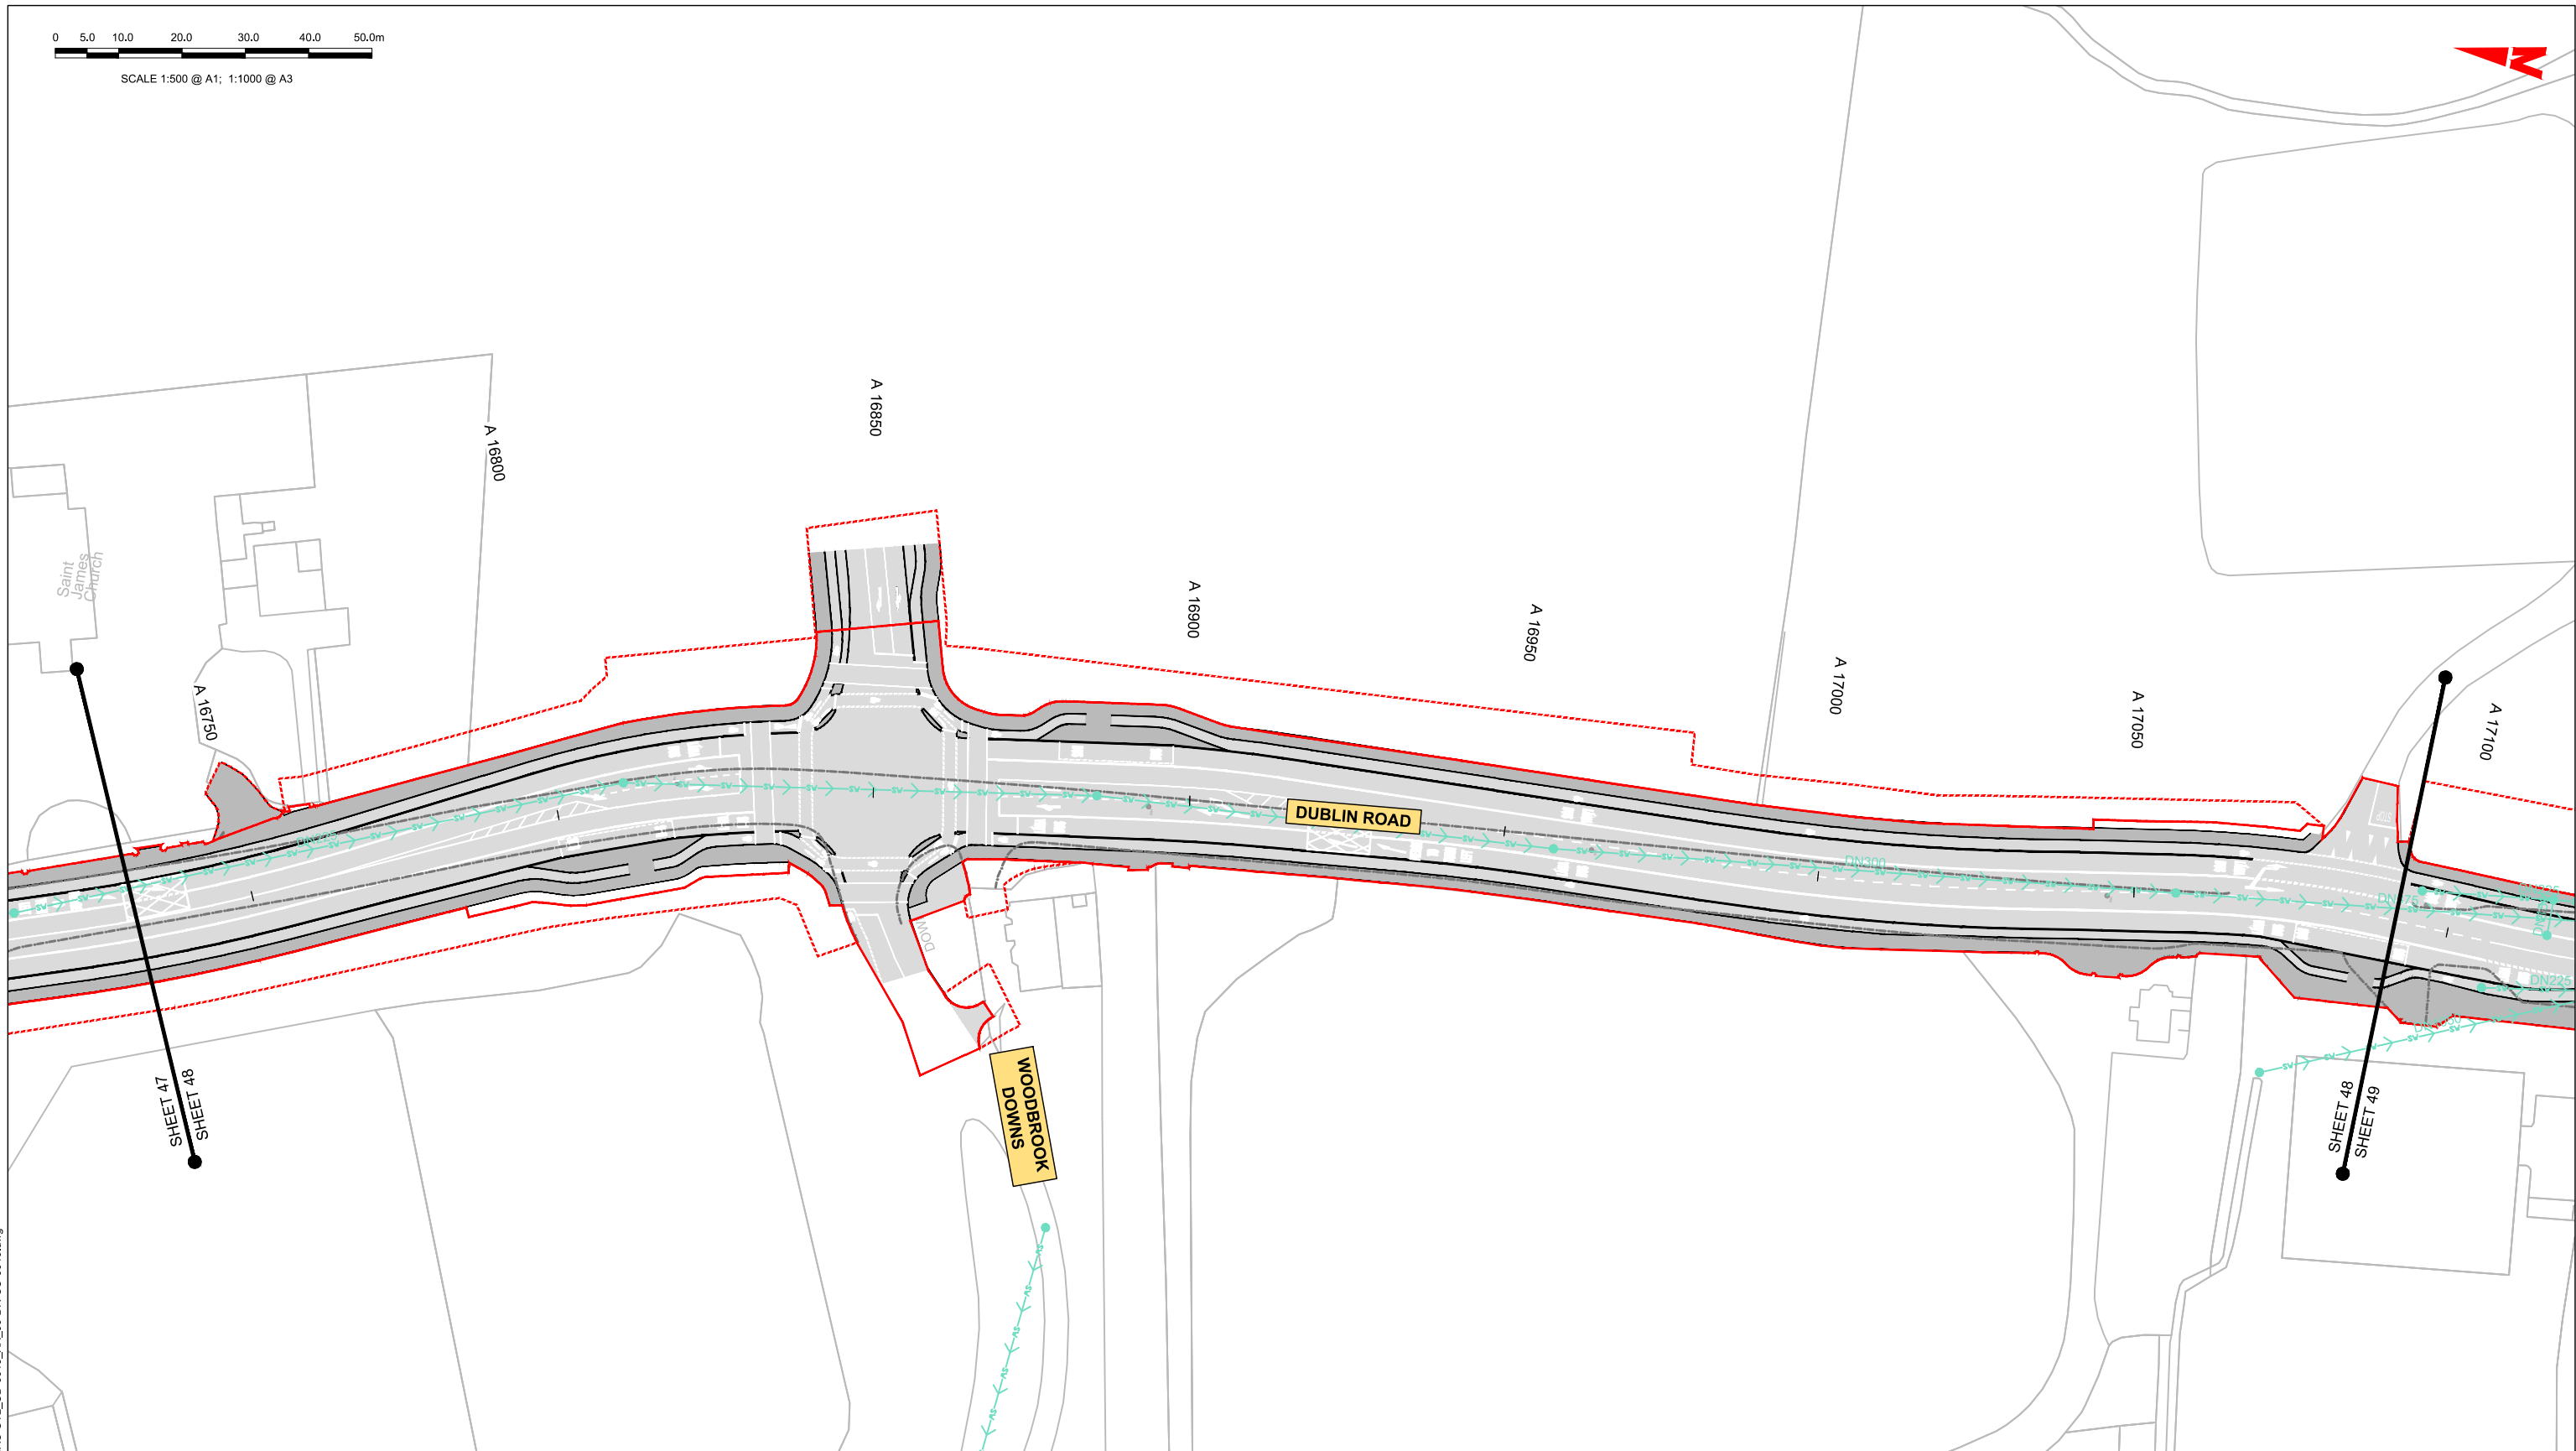 0 5.0 10.0 20.0 30.0 40.0 50.0m
SCALE 1:500 @ A1; 1:1000 @ A3
N
A 16850
A 16800
Saint
James
Church
A 16900
A 16950
A 17000
A 17050
A 17100
A 16750
DUBLIN ROAD
DN300
DN225
DOW
WOODBROOK
DOWNS
SHEET 47
SHEET 48
SHEET 48
SHEET 49